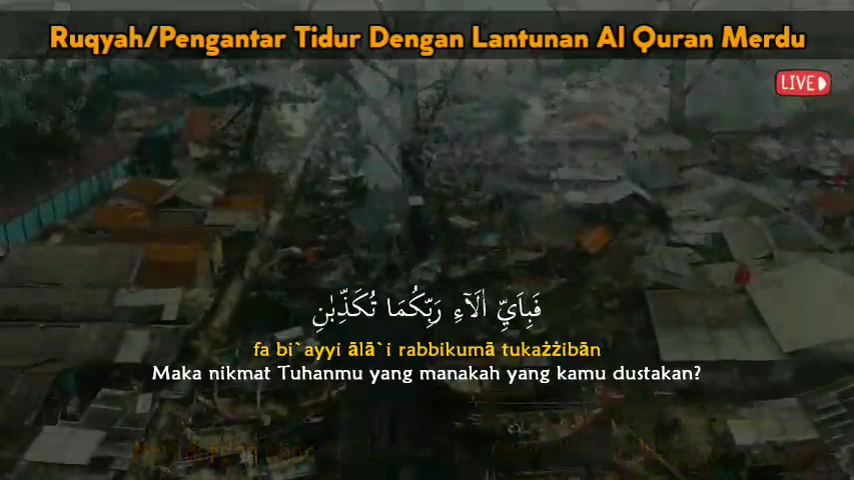 Ruqyah/Pengantar Tidur Dengan Lantunan Al Quran Merdu
LIVE
فَبِاَيِّ اٰلَاۤءِ رَبِّكُمَا تُكَذِّبٰنِ
fa bi`ayyi ālā`i rabbikumā tukażżibān
Maka nikmat Tuhanmu yang manakah yang kamu dustakan?